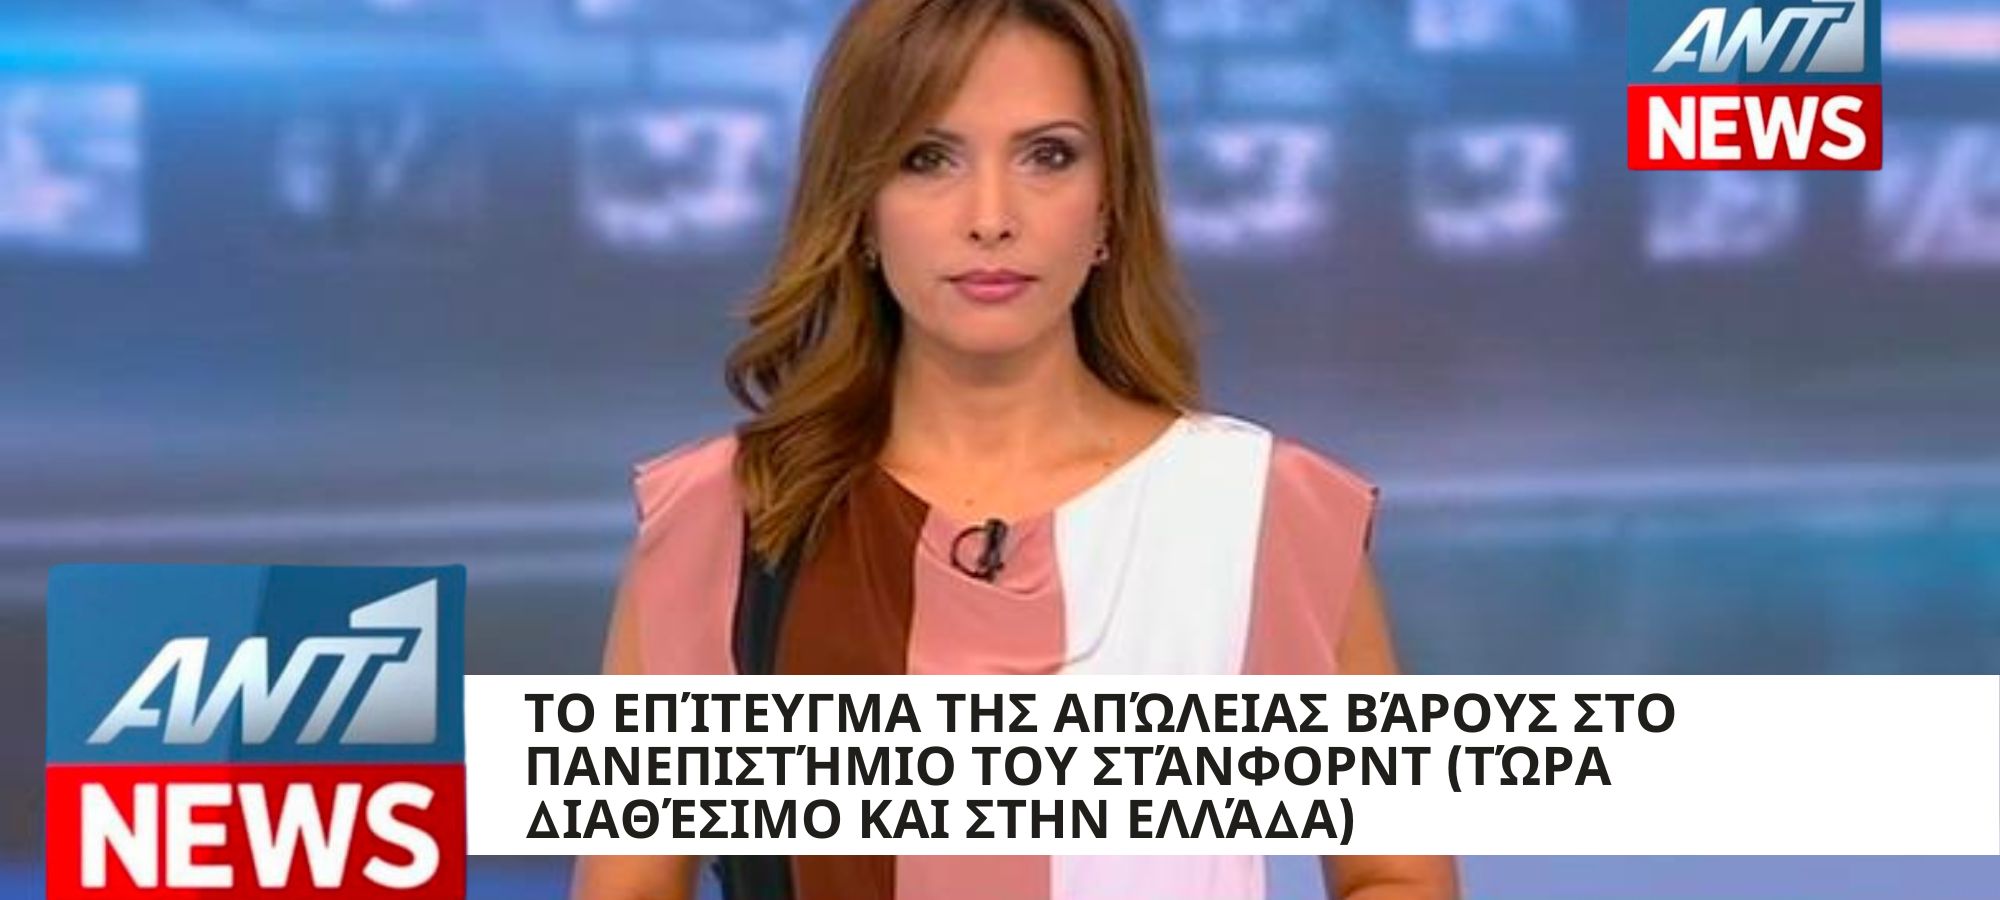 ANT1
NEWS
ANT1
NEWS
ΤΟ ΕΠΊΤΕΥΓΜΑ ΤΗΣ ΑΠΏΛΕΙΑΣ ΒΆΡΟΥΣ ΣΤΟ
ΠΑΝΕΠΙΣΤΉΜΙΟ ΤΟΥ ΣΤΆΝΦΟΡΝΤ (ΤΏΡΑ
ΔΙΑΘΈΣΙΜΟ ΚΑΙ ΣΤΗΝ ΕΛΛΆΔΑ)